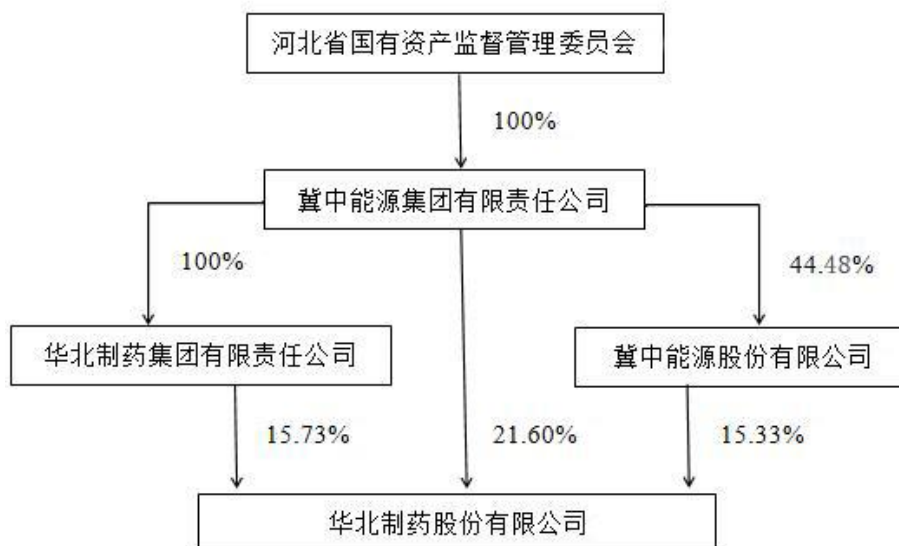 河北省国有资产监督管理委员会
100%
冀中能源集团有限责任公司
100%
44.48%
华北制药集团有限责任公司
冀中能源股份有限公司
15.73%
21.60%
15.33%
华北制药股份有限公司